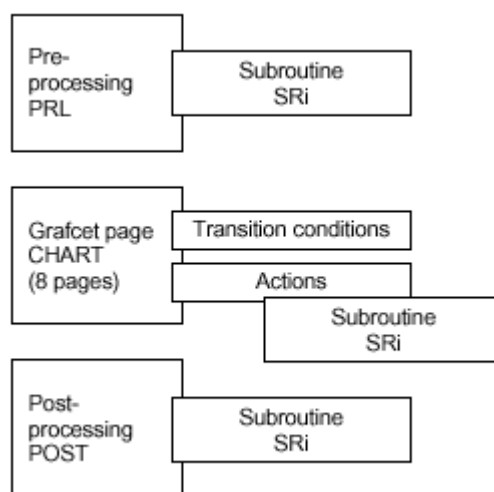 Pre-
processing
PRL
Subroutine
SRi
Grafcet page
CHART
(8 pages)
Transition conditions
Actions
Subroutine
SRi
Post-
processing
POST
Subroutine
SRi